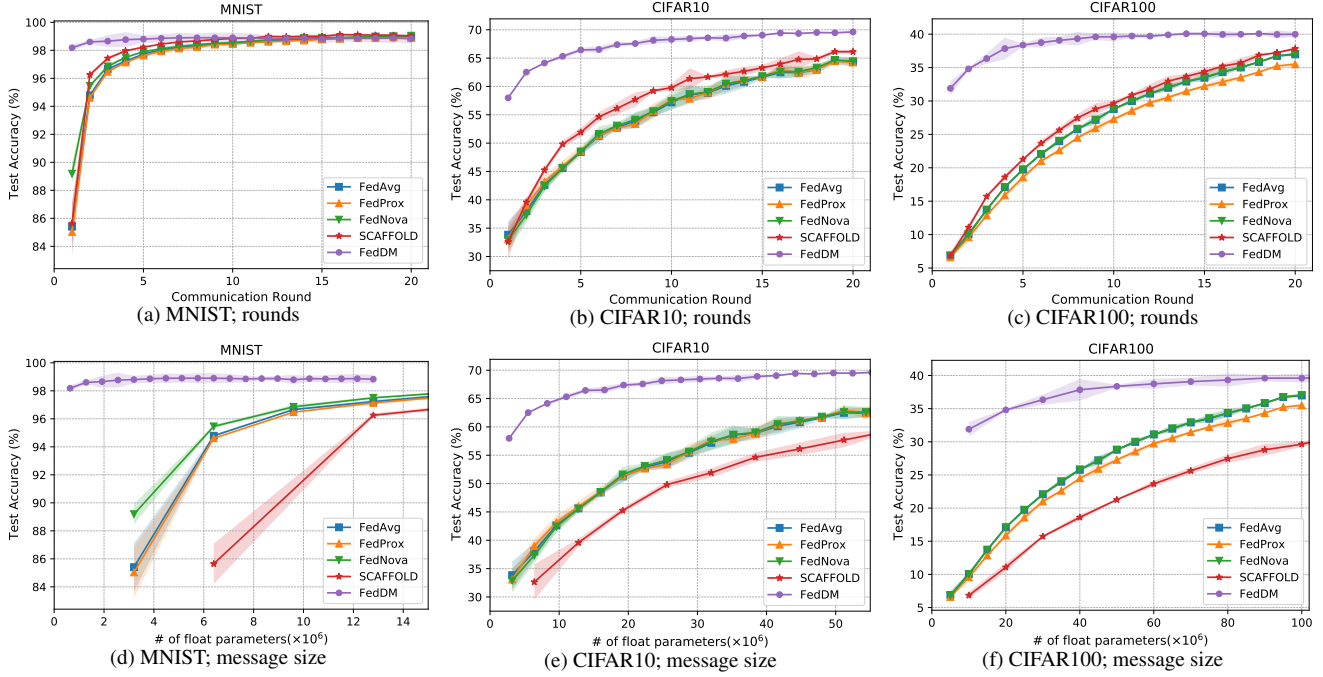 MNIST
Test Accuracy (%)
100
98
96
94
92
90
88
86
84
0
5
10
15
20
Communication Round
FedAvg
FedProx
FedNova
SCAFFOLD
FedDM
(a) MNIST; rounds
CIFAR10
Test Accuracy (%)
70
65
60
55
50
45
40
35
30
0
5
10
15
20
Communication Round
FedAvg
FedProx
FedNova
SCAFFOLD
FedDM
(b) CIFAR10; rounds
CIFAR100
Test Accuracy (%)
40
35
30
25
20
15
10
5
0
5
10
15
20
Communication Round
FedAvg
FedProx
FedNova
SCAFFOLD
FedDM
(c) CIFAR100; rounds
MNIST
Test Accuracy (%)
100
98
96
94
92
90
88
86
84
0
2
4
6
8
10
12
14
# of float parameters(×10⁶)
FedAvg
FedProx
FedNova
SCAFFOLD
FedDM
(d) MNIST; message size
CIFAR10
Test Accuracy (%)
70
65
60
55
50
45
40
35
30
0
10
20
30
40
50
# of float parameters(×10⁶)
FedAvg
FedProx
FedNova
SCAFFOLD
FedDM
(e) CIFAR10; message size
CIFAR100
Test Accuracy (%)
40
35
30
25
20
15
10
5
0
20
40
60
80
100
# of float parameters(×10⁶)
FedAvg
FedProx
FedNova
SCAFFOLD
FedDM
(f) CIFAR100; message size